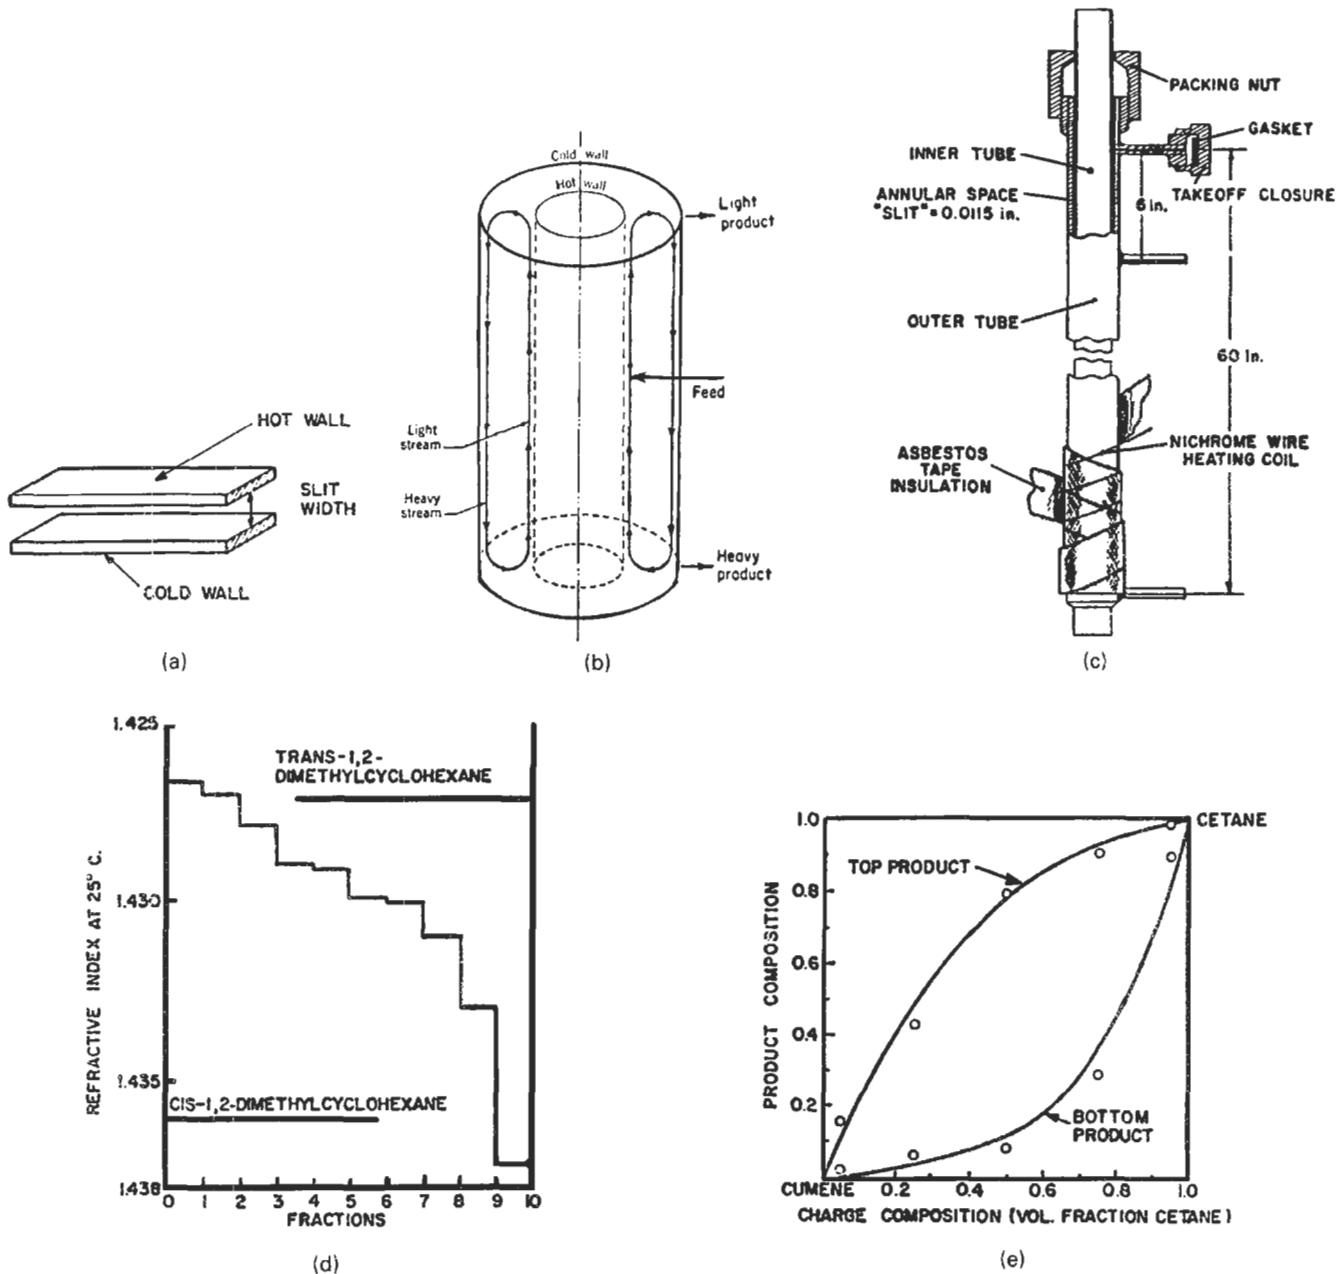 HOT WALL
SLIT
WIDTH
COLD WALL
(a)
Cold wall
Hot wall
Light
product
Feed
Light
stream
Heavy
stream
Heavy
product
(b)
PACKING NUT
GASKET
INNER TUBE
TAKEOFF CLOSURE
ANNULAR SPACE
"SLIT"=0.0115 in.
6 in.
OUTER TUBE
60 In.
NICHROME WIRE
HEATING COIL
ASBESTOS
TAPE
INSULATION
(c)
1.425
1.430
1.435
1.438
REFRACTIVE INDEX AT 25° C.
TRANS-1,2-
DIMETHYLCYCLOHEXANE
CIS-1,2-DIMETHYLCYCLOHEXANE
0 1 2 3 4 5 6 7 8 9 10
FRACTIONS
(d)
1.0
0.8
0.6
0.4
0.2
PRODUCT COMPOSITION
CETANE
TOP PRODUCT
BOTTOM
PRODUCT
CUMENE 0.2 0.4 0.6 0.8 1.0
CHARGE COMPOSITION (VOL. FRACTION CETANE)
(e)